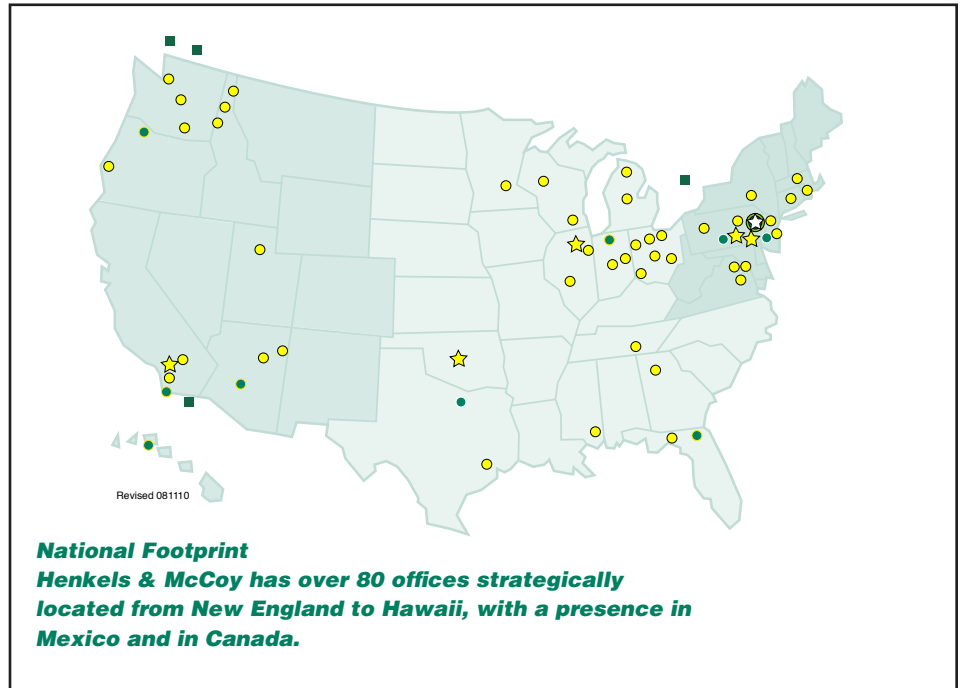 Revised 081110
National Footprint
Henkels & McCoy has over 80 offices strategically
located from New England to Hawaii, with a presence in
Mexico and in Canada.